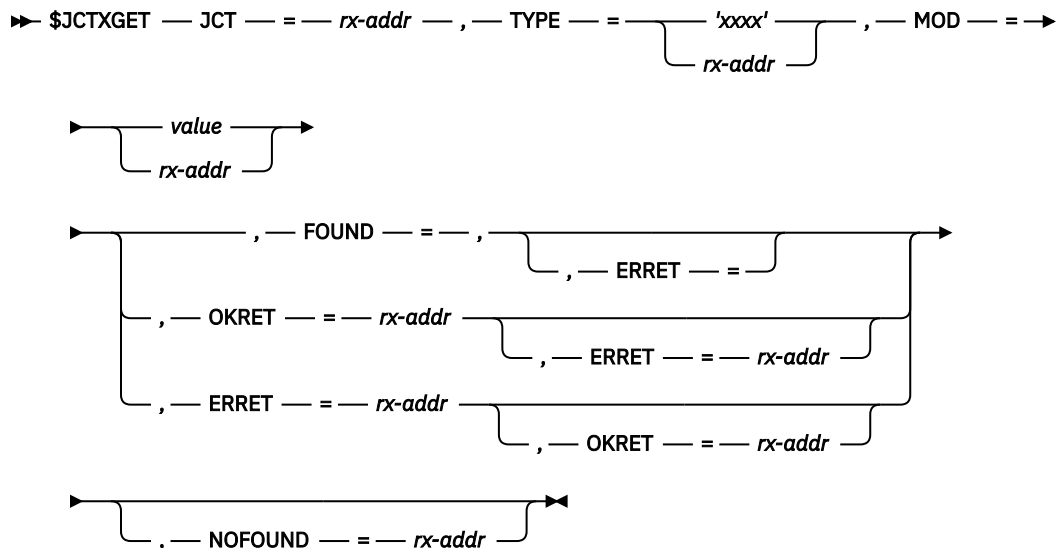 $JCTXGET JCT = rx-addr , TYPE = 'xxxx' , MOD =
rx-addr
value
rx-addr
, FOUND = ,
, ERRET =
, OKRET = rx-addr
, ERRET = rx-addr
, ERRET = rx-addr
, OKRET = rx-addr
, NOFOUND = rx-addr